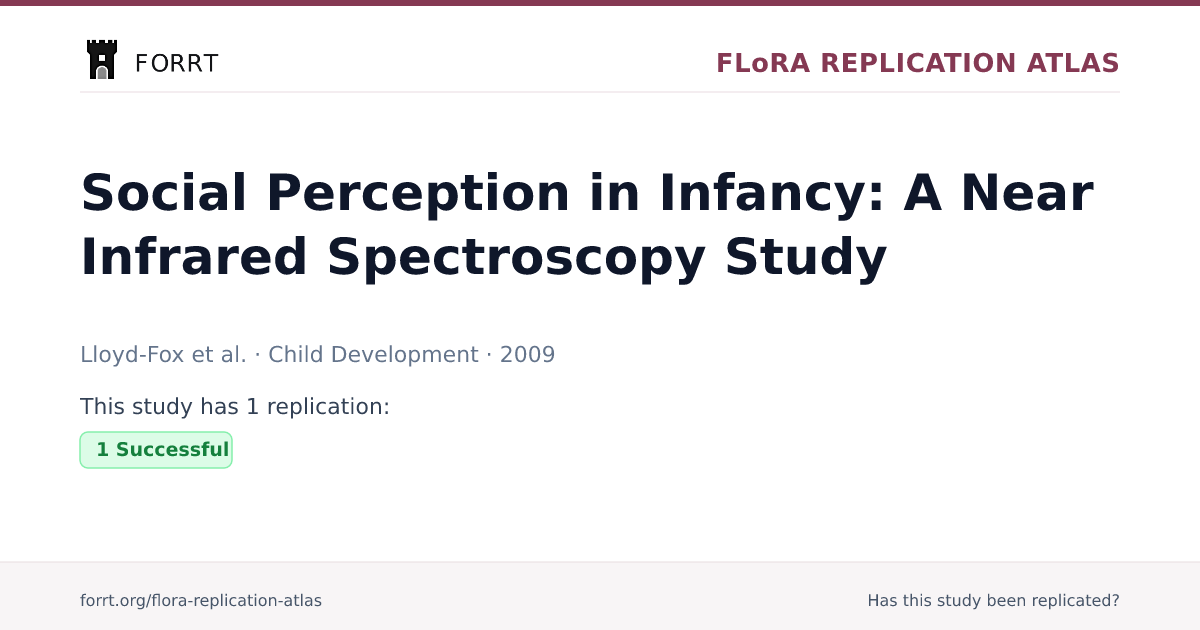 FORRT
FLoRA REPLICATION ATLAS
Social Perception in Infancy: A Near
Infrared Spectroscopy Study
Lloyd-Fox et al. · Child Development · 2009
This study has 1 replication:
1 Successful
forrt.org/flora-replication-atlas
Has this study been replicated?